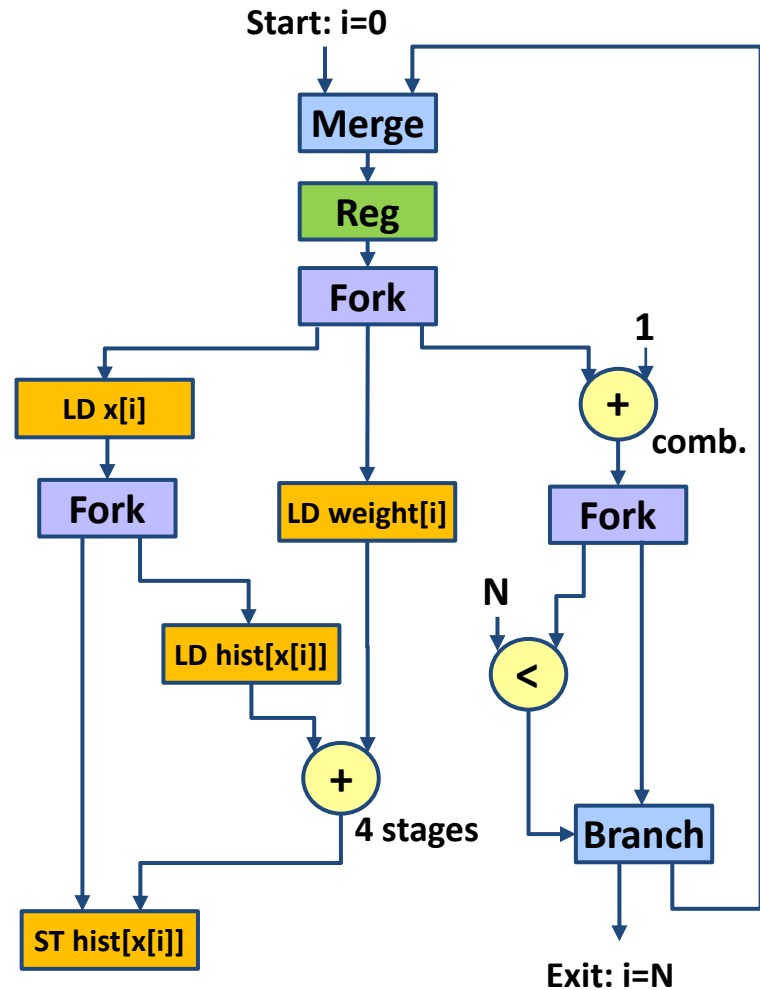 Start: i=0
Merge
Reg
Fork
1
LD x[i]
+
comb.
Fork
LD weight[i]
Fork
N
LD hist[x[i]]
<
+
4 stages
Branch
ST hist[x[i]]
Exit: i=N